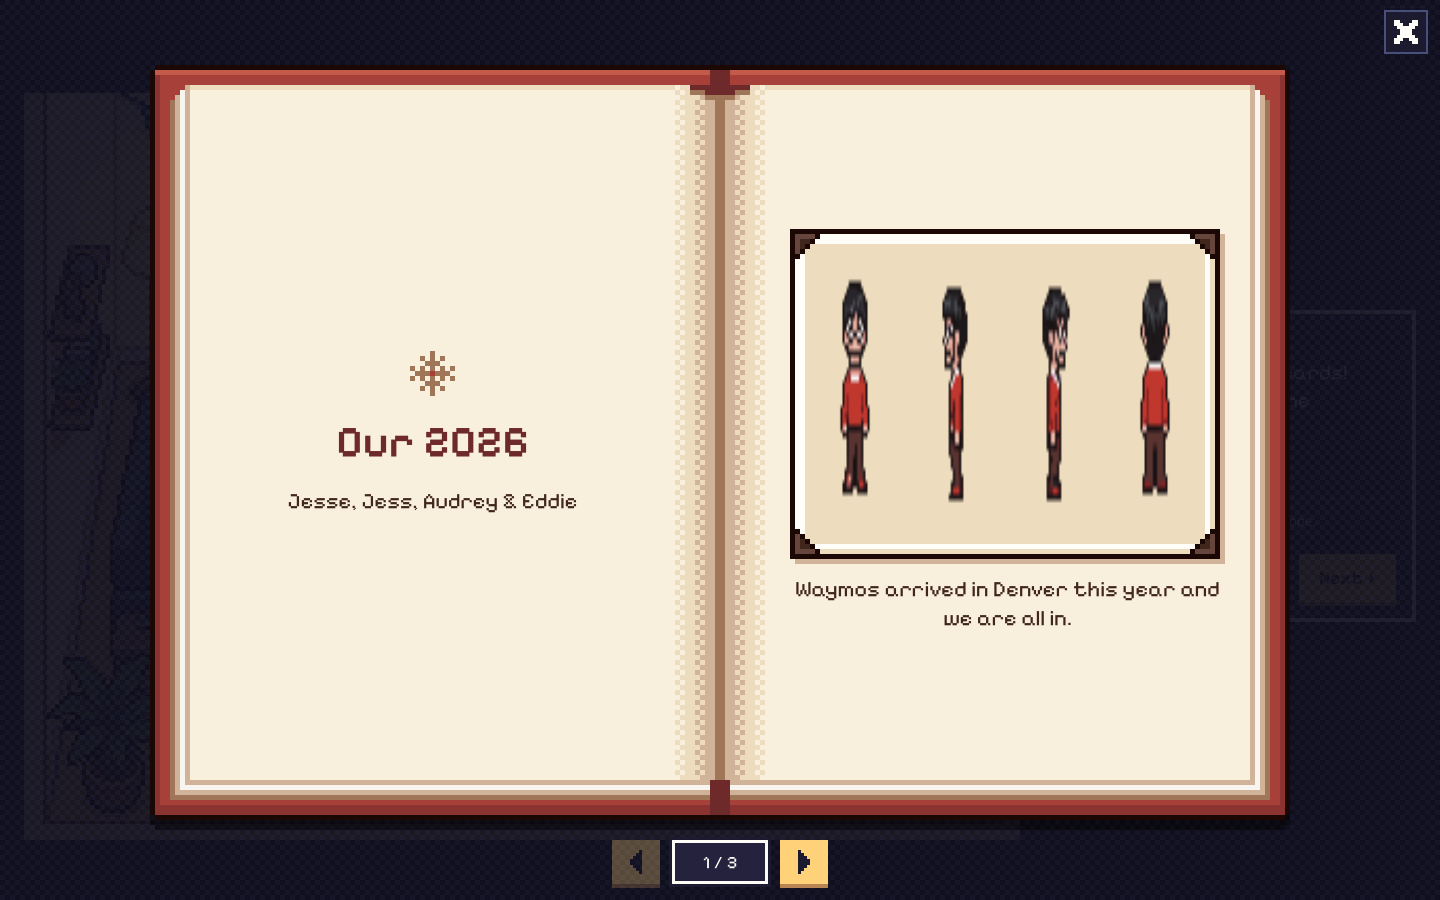 Our 2026
Jesse, Jess, Audrey & Eddie
Waymos arrived in Denver this year and
we are all in.
Next
1 / 3